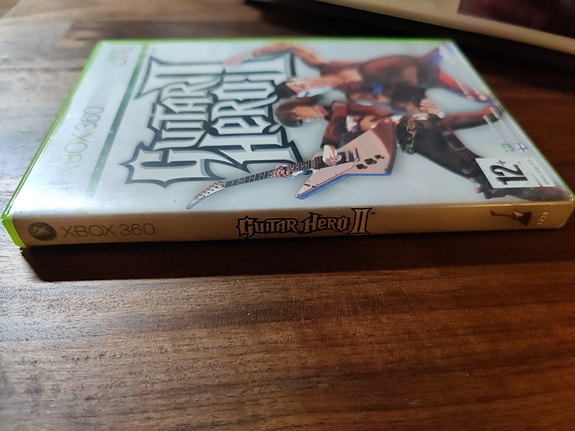 XBOX 360
GUITAR
HERO II
12+
XBOX 360
GUITAR HERO II